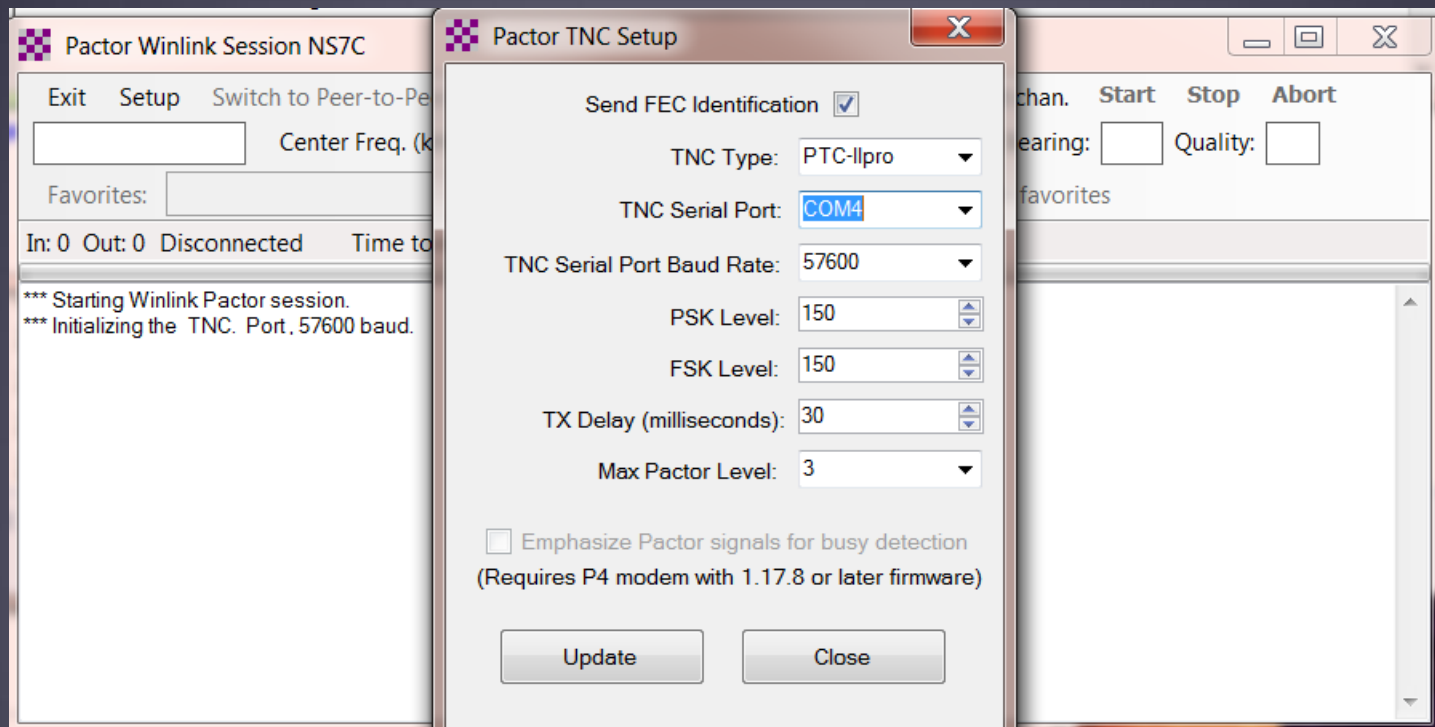 Pactor Winlink Session NS7C
Exit Setup Switch to Peer-to-Pe
chan. Start Stop Abort
Center Freq. (k
earing: Quality:
Favorites:
favorites
In: 0 Out: 0 Disconnected Time to
*** Starting Winlink Pactor session.
*** Initializing the TNC. Port , 57600 baud.
Pactor TNC Setup
Send FEC Identification
TNC Type: PTC-IIpro
TNC Serial Port: COM4
TNC Serial Port Baud Rate: 57600
PSK Level: 150
FSK Level: 150
TX Delay (milliseconds): 30
Max Pactor Level: 3
Emphasize Pactor signals for busy detection
(Requires P4 modem with 1.17.8 or later firmware)
Update Close